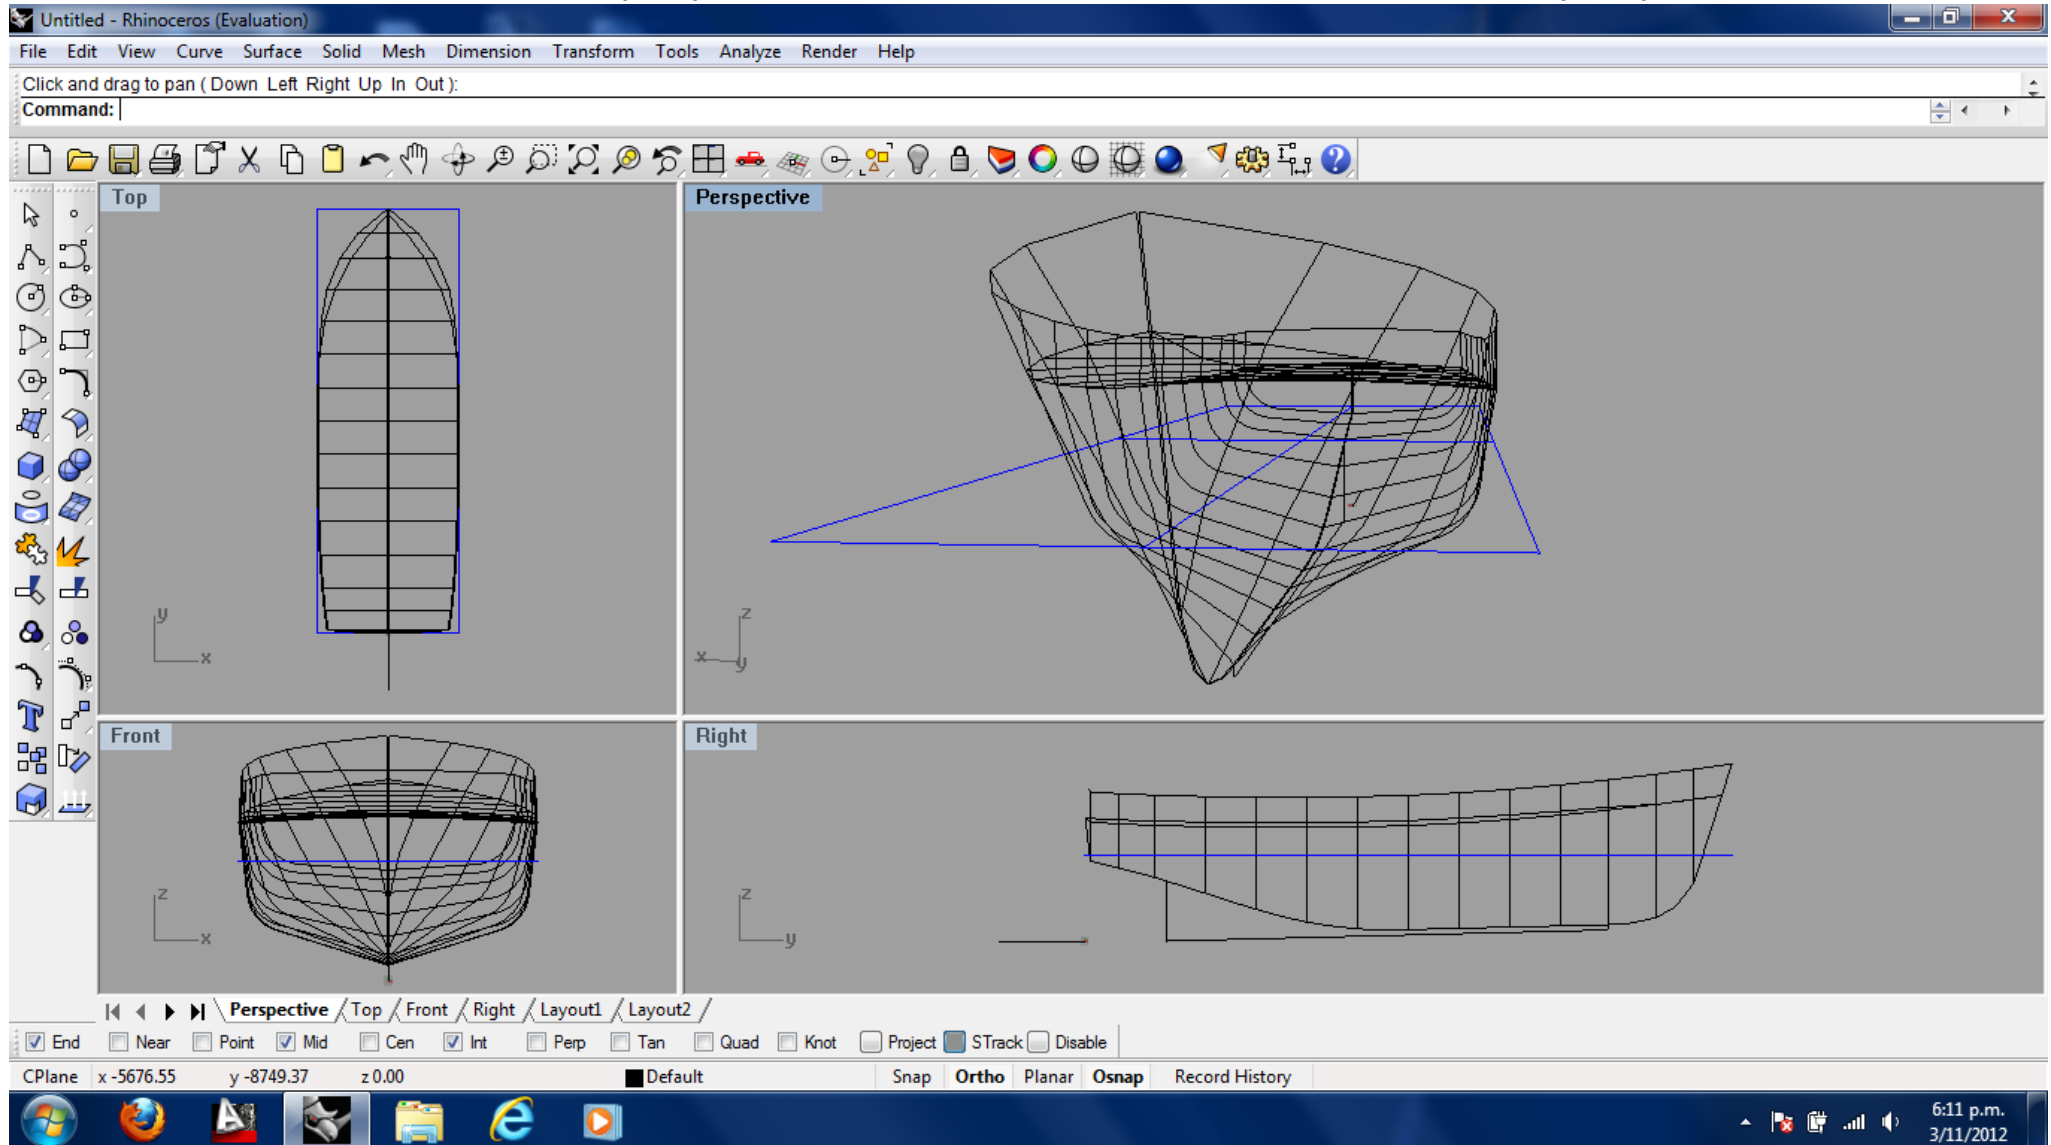 Untitled - Rhinoceros (Evaluation)
File Edit View Curve Surface Solid Mesh Dimension Transform Tools Analyze Render Help
Click and drag to pan ( Down Left Right Up In Out ):
Command:
Top
Perspective
y
x
z
x
y
Front
Right
z
x
z
y
Perspective Top Front Right Layout1 Layout2
End Near Point Mid Cen Int Perp Tan Quad Knot Project STrack Disable
CPlane x -5676.55 y -8749.37 z 0.00 Default Snap Ortho Planar Osnap Record History
6:11 p.m.
3/11/2012